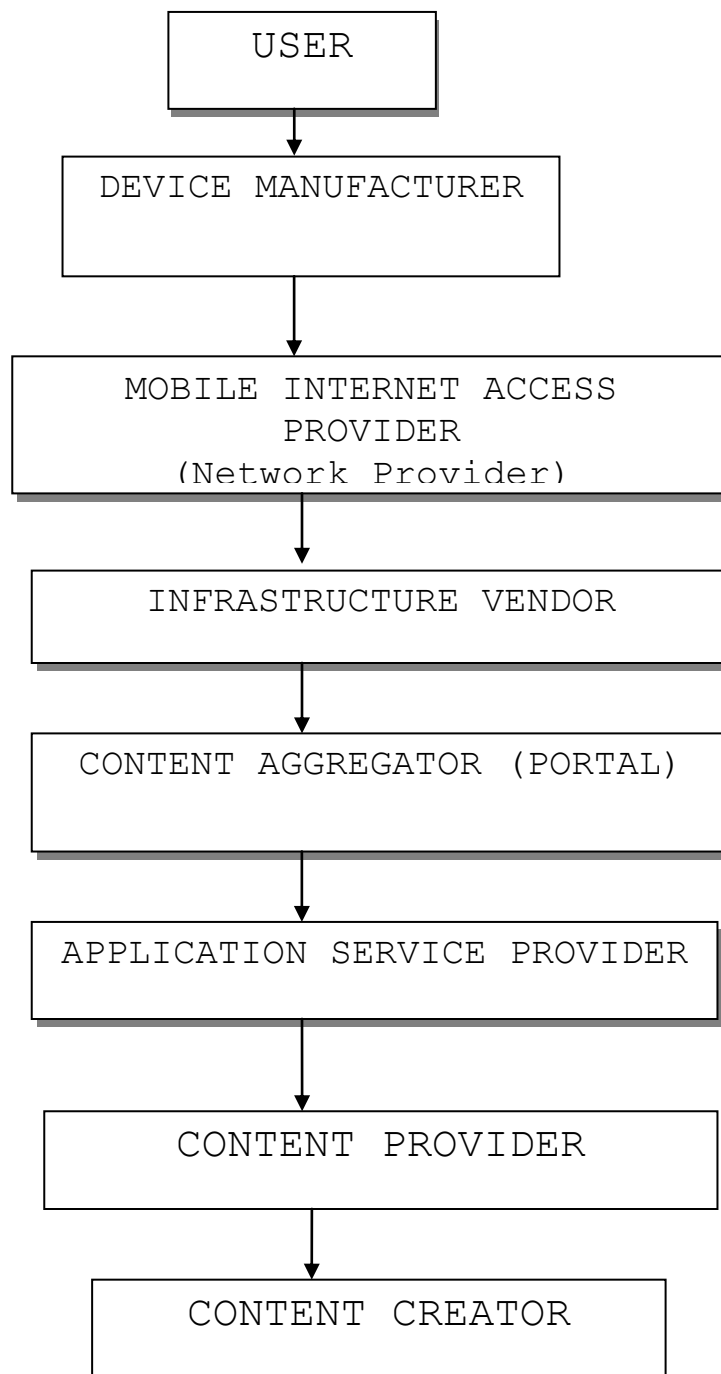 USER
DEVICE MANUFACTURER
MOBILE INTERNET ACCESS
PROVIDER
(Network Provider)
INFRASTRUCTURE VENDOR
CONTENT AGGREGATOR (PORTAL)
APPLICATION SERVICE PROVIDER
CONTENT PROVIDER
CONTENT CREATOR